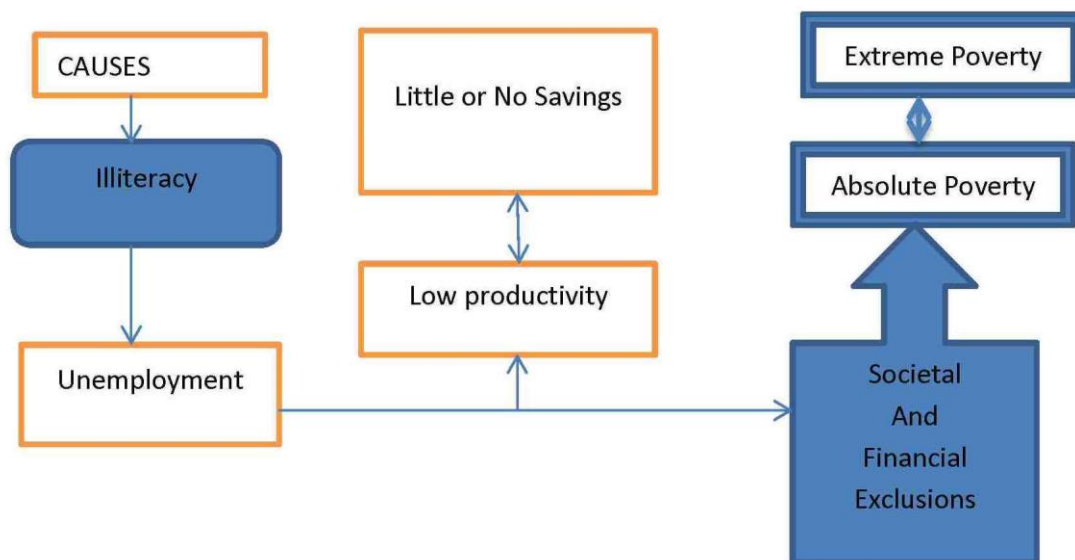 CAUSES
Illiteracy
Unemployment
Little or No Savings
Low productivity
Extreme Poverty
Absolute Poverty
Societal
And
Financial
Exclusions